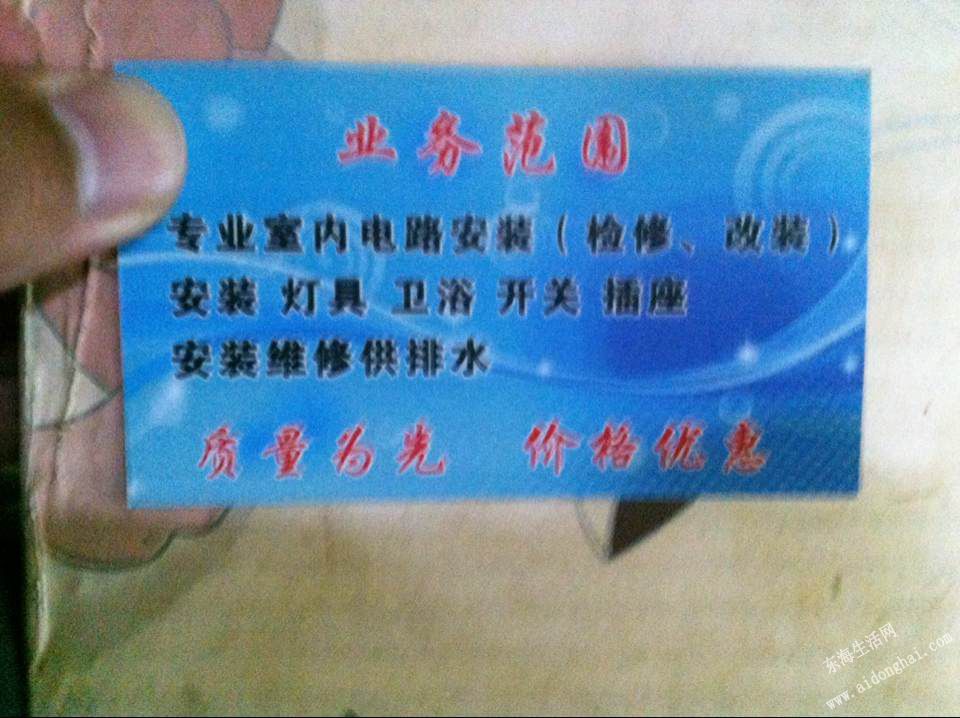 业务范围
专业室内电路安装（检修、改装）
安装 灯具 卫浴 开关 插座
安装维修供排水
质量为先 价格优惠
东海生活网
www.aidonghai.com